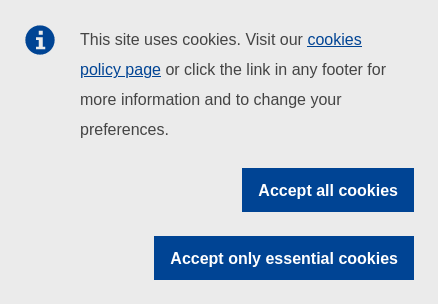 This site uses cookies. Visit our cookies
policy page or click the link in any footer for
more information and to change your
preferences.
Accept all cookies
Accept only essential cookies